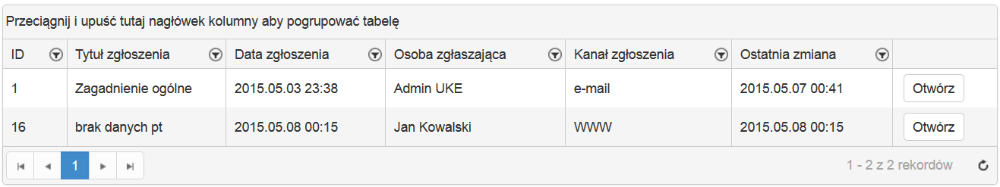 Przeciągnij i upuść tutaj nagłówek kolumny aby pogrupować tabelę
ID Tytuł zgłoszenia Data zgłoszenia Osoba zgłaszająca Kanał zgłoszenia Ostatnia zmiana
1 Zagadnienie ogólne 2015.05.03 23:38 Admin UKE e-mail 2015.05.07 00:41 Otwórz
16 brak danych pt 2015.05.08 00:15 Jan Kowalski WWW 2015.05.08 00:15 Otwórz
1 1 - 2 z 2 rekordów